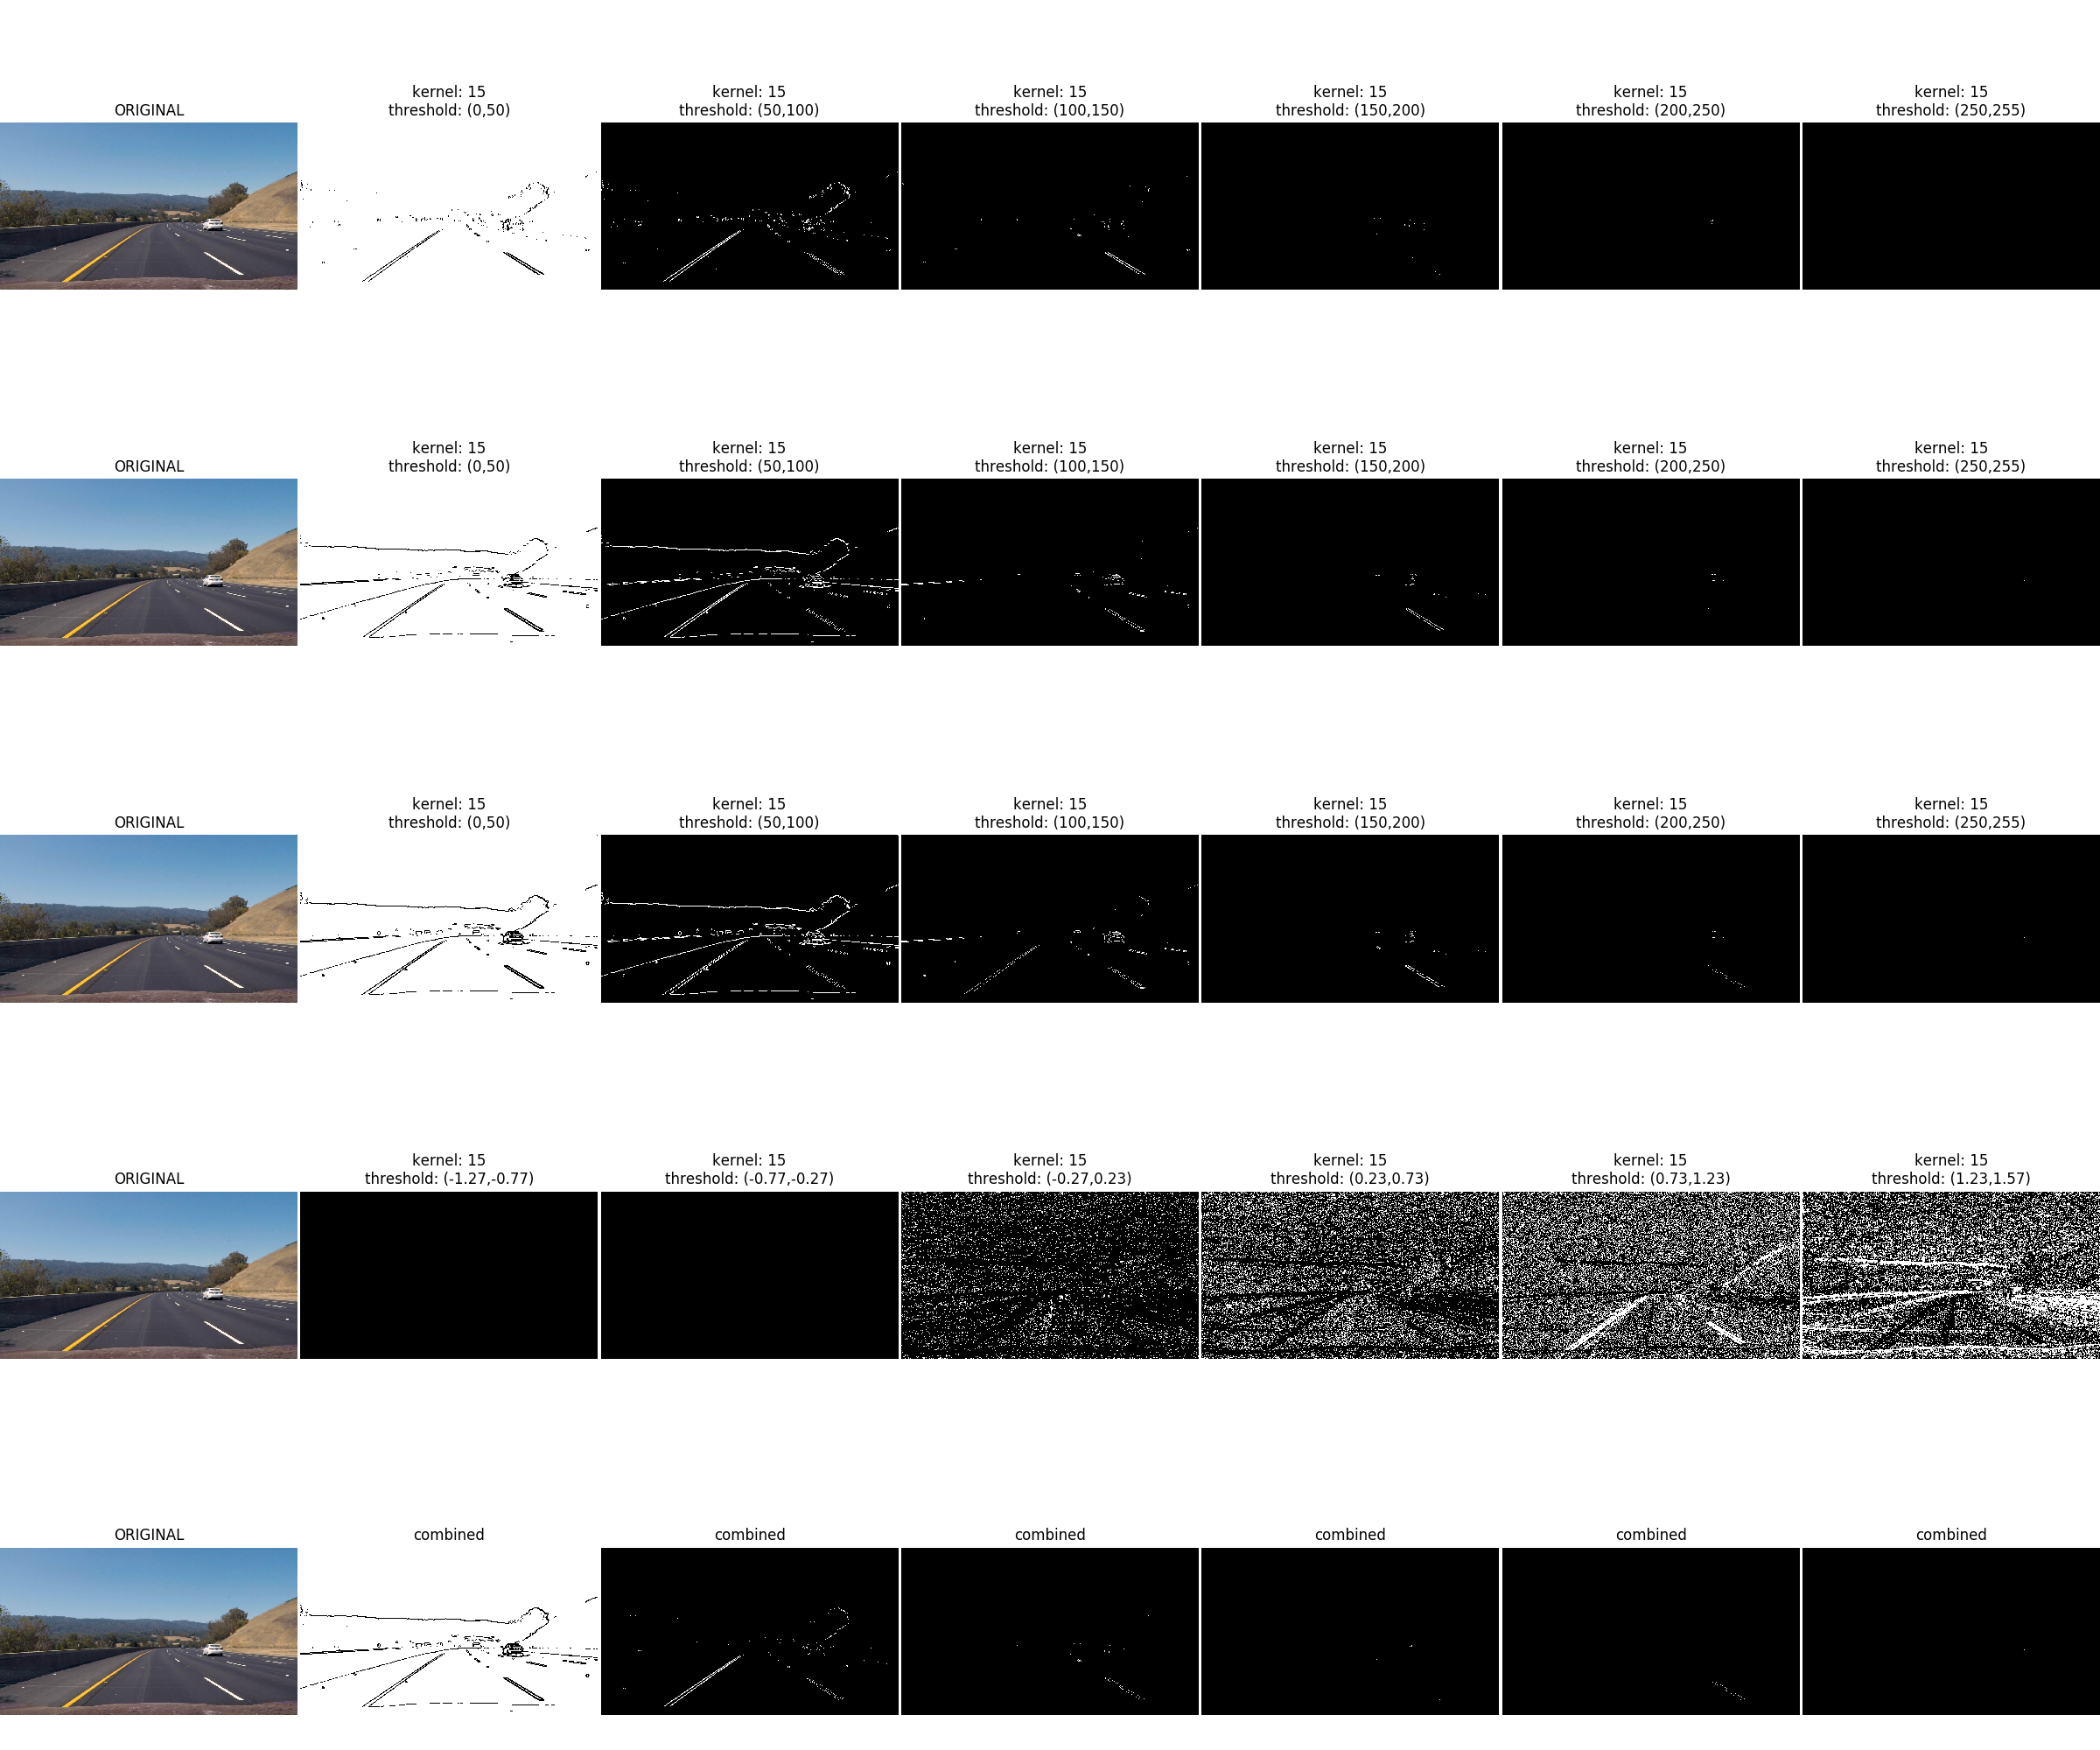 ORIGINAL
kernel: 15
threshold: (0,50)
kernel: 15
threshold: (50,100)
kernel: 15
threshold: (100,150)
kernel: 15
threshold: (150,200)
kernel: 15
threshold: (200,250)
kernel: 15
threshold: (250,255)
ORIGINAL
kernel: 15
threshold: (0,50)
kernel: 15
threshold: (50,100)
kernel: 15
threshold: (100,150)
kernel: 15
threshold: (150,200)
kernel: 15
threshold: (200,250)
kernel: 15
threshold: (250,255)
ORIGINAL
kernel: 15
threshold: (0,50)
kernel: 15
threshold: (50,100)
kernel: 15
threshold: (100,150)
kernel: 15
threshold: (150,200)
kernel: 15
threshold: (200,250)
kernel: 15
threshold: (250,255)
ORIGINAL
kernel: 15
threshold: (-1.27,-0.77)
kernel: 15
threshold: (-0.77,-0.27)
kernel: 15
threshold: (-0.27,0.23)
kernel: 15
threshold: (0.23,0.73)
kernel: 15
threshold: (0.73,1.23)
kernel: 15
threshold: (1.23,1.57)
ORIGINAL
combined
combined
combined
combined
combined
combined